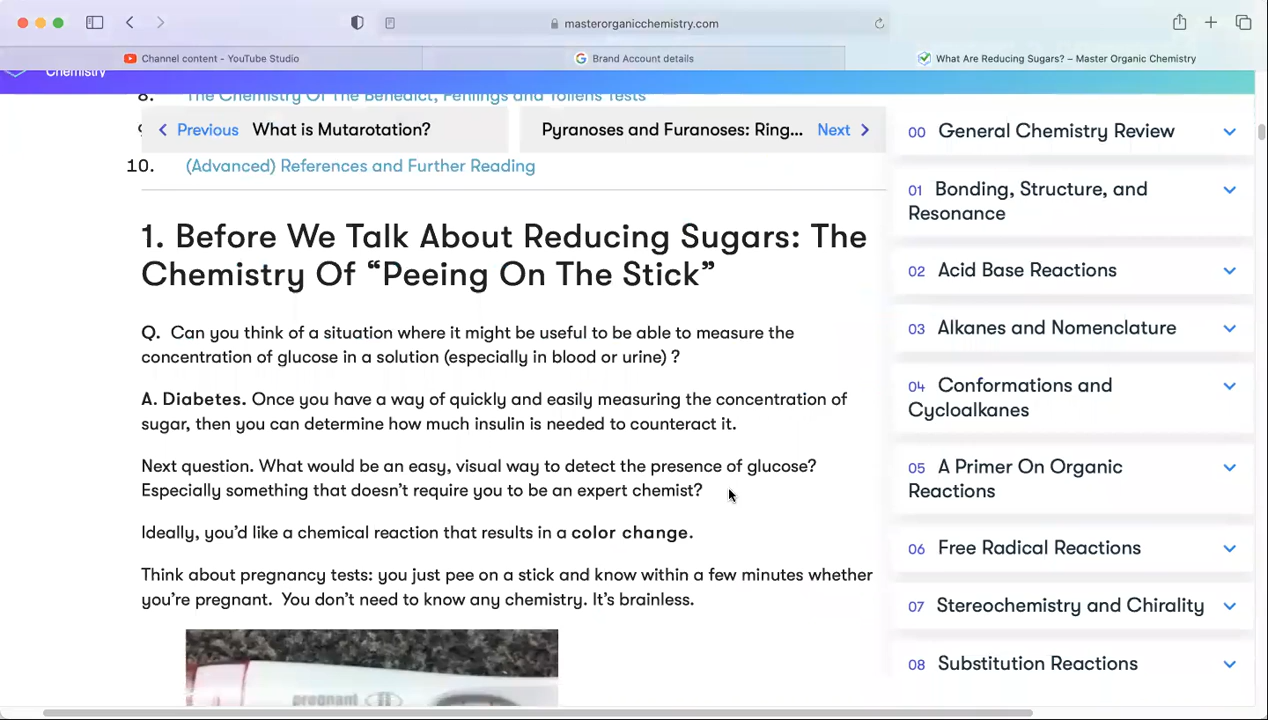 masterorganicchemistry.com
Channel content - YouTube Studio
Brand Account details
What Are Reducing Sugars? – Master Organic Chemistry
Chemistry
8. The Chemistry Of The Benedict, Fehlings and Tollens Tests
Previous What is Mutarotation?
Pyranoses and Furanoses: Ring... Next
10. (Advanced) References and Further Reading
1. Before We Talk About Reducing Sugars: The
Chemistry Of “Peeing On The Stick”
Q. Can you think of a situation where it might be useful to be able to measure the
concentration of glucose in a solution (especially in blood or urine) ?
A. Diabetes. Once you have a way of quickly and easily measuring the concentration of
sugar, then you can determine how much insulin is needed to counteract it.
Next question. What would be an easy, visual way to detect the presence of glucose?
Especially something that doesn’t require you to be an expert chemist?
Ideally, you’d like a chemical reaction that results in a color change.
Think about pregnancy tests: you just pee on a stick and know within a few minutes whether
you’re pregnant. You don’t need to know any chemistry. It’s brainless.
pregnant
00 General Chemistry Review
01 Bonding, Structure, and
Resonance
02 Acid Base Reactions
03 Alkanes and Nomenclature
04 Conformations and
Cycloalkanes
05 A Primer On Organic
Reactions
06 Free Radical Reactions
07 Stereochemistry and Chirality
08 Substitution Reactions